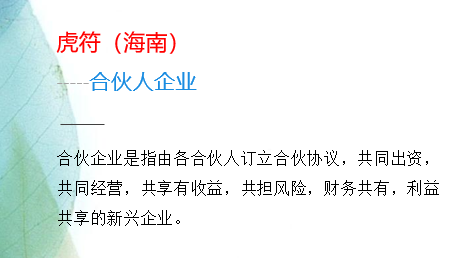 虎符（海南）
-----合伙人企业
合伙企业是指由各合伙人订立合伙协议，共同出资，
共同经营，共享有收益，共担风险，财务共有，利益
共享的新兴企业。